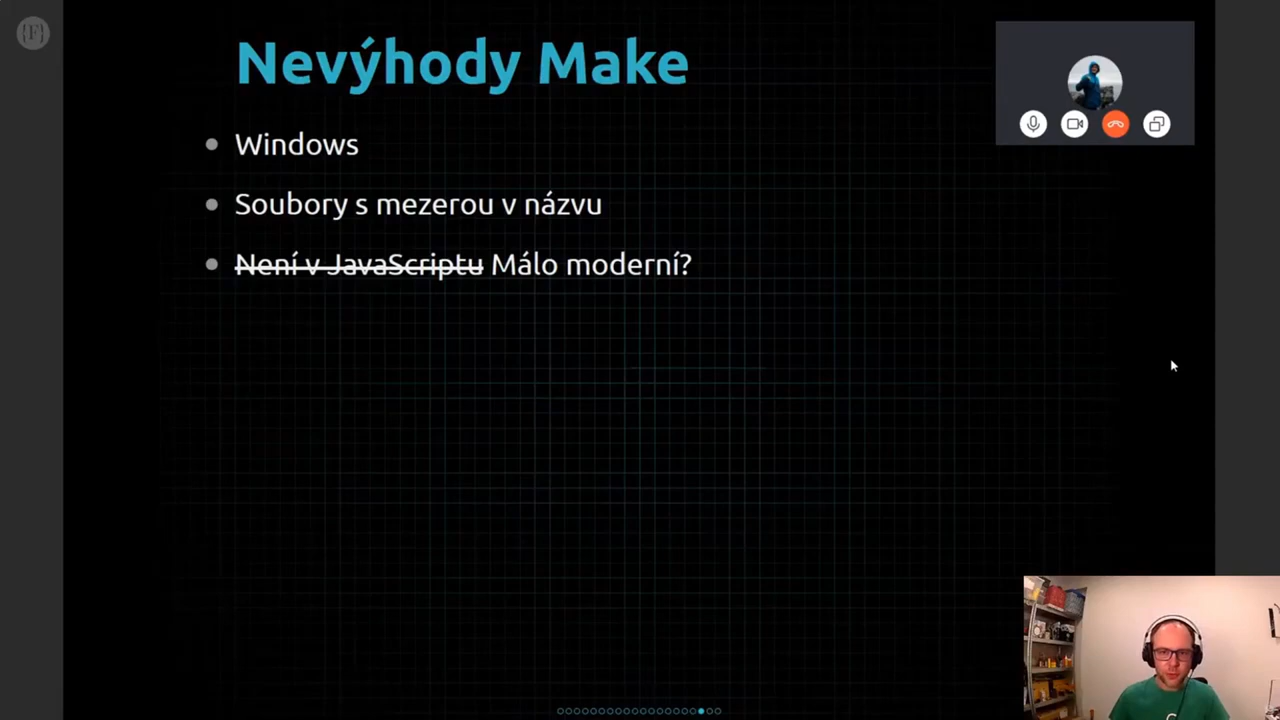 {F}
Nevýhody Make
Windows
Soubory s mezerou v názvu
Není v JavaScriptu Málo moderní?